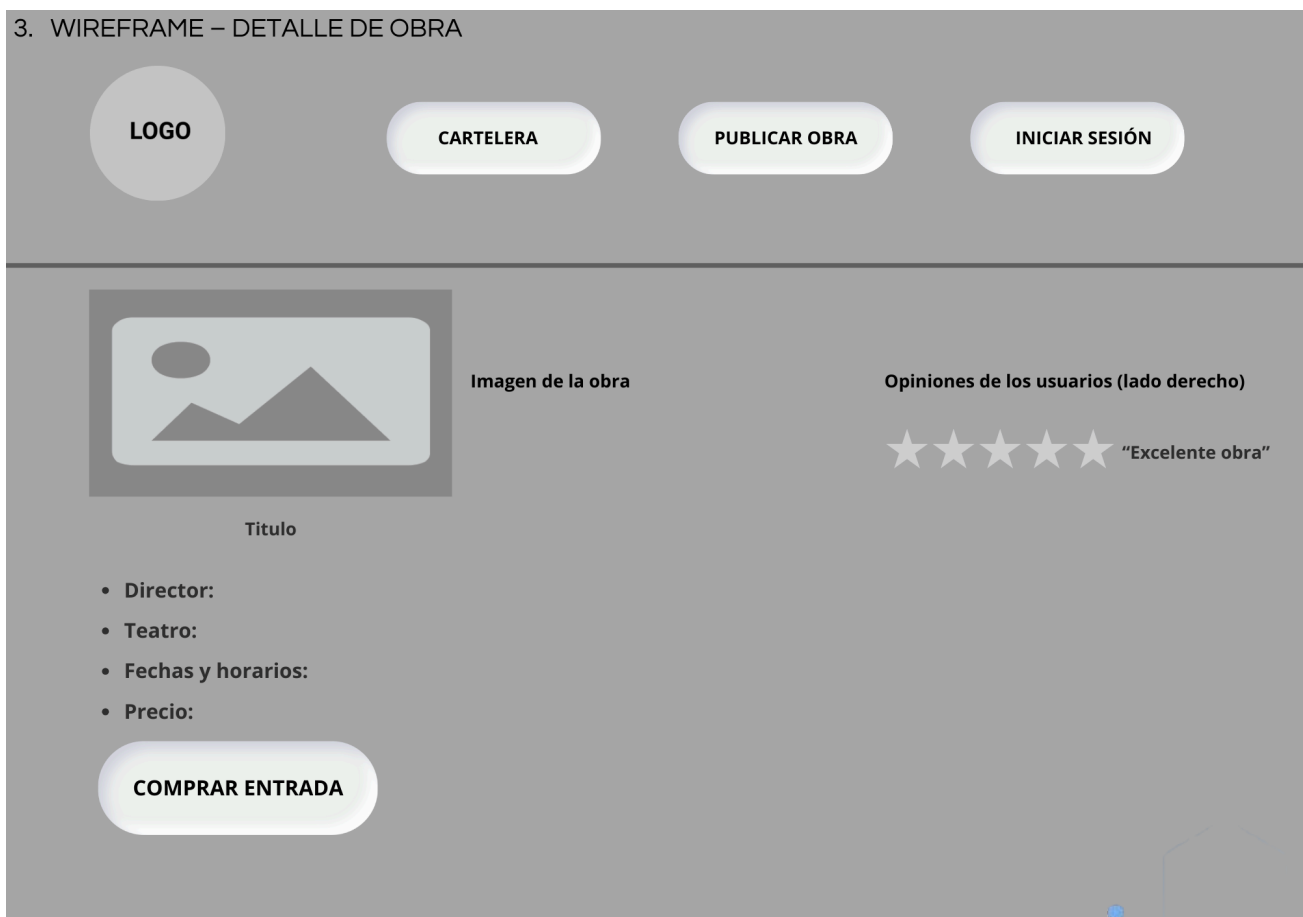 3. WIREFRAME – DETALLE DE OBRA
LOGO
CARTELERA
PUBLICAR OBRA
INICIAR SESIÓN
Imagen de la obra
Opiniones de los usuarios (lado derecho)
“Excelente obra”
Titulo
• Director:
• Teatro:
• Fechas y horarios:
• Precio:
COMPRAR ENTRADA